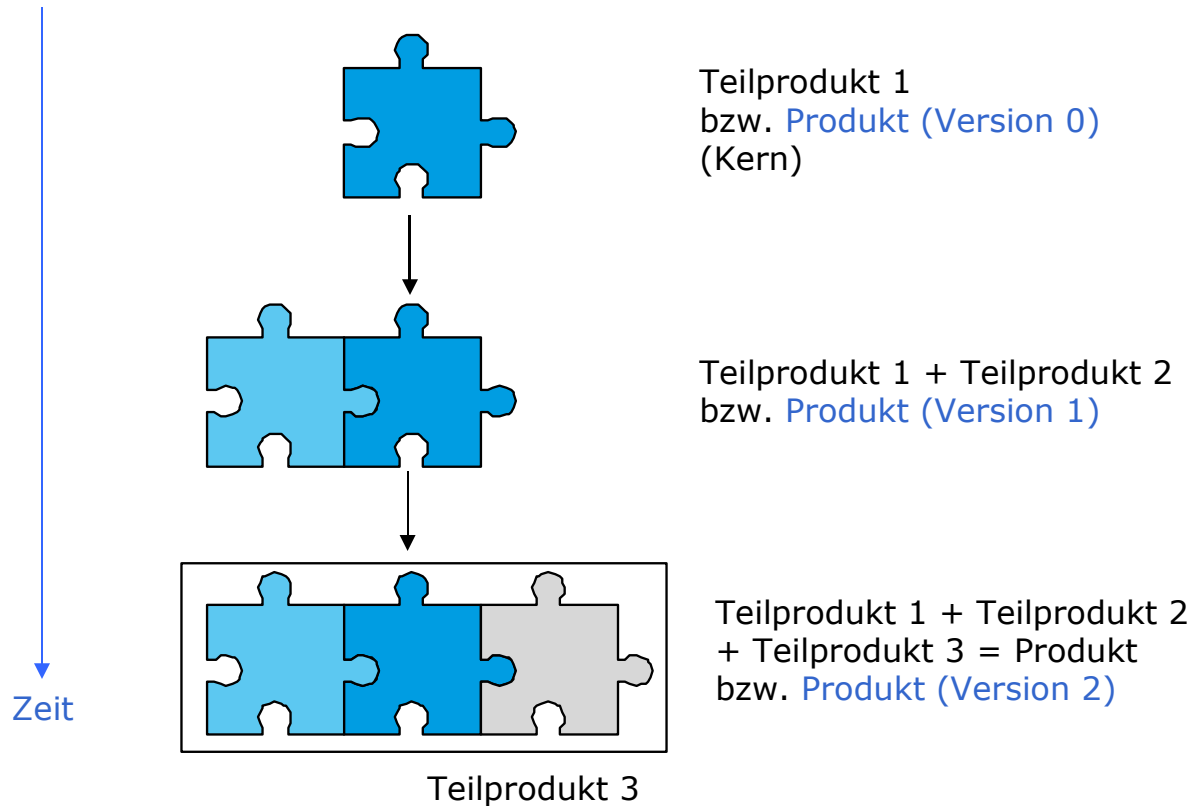 Teilprodukt 1
bzw. Produkt (Version 0)
(Kern)
Teilprodukt 1 + Teilprodukt 2
bzw. Produkt (Version 1)
Teilprodukt 1 + Teilprodukt 2
+ Teilprodukt 3 = Produkt
bzw. Produkt (Version 2)
Zeit
Teilprodukt 3